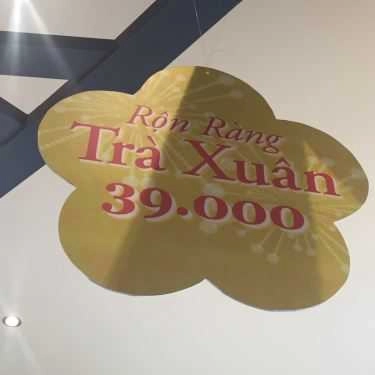 Rộn Ràng
Trà Xuân
39.000